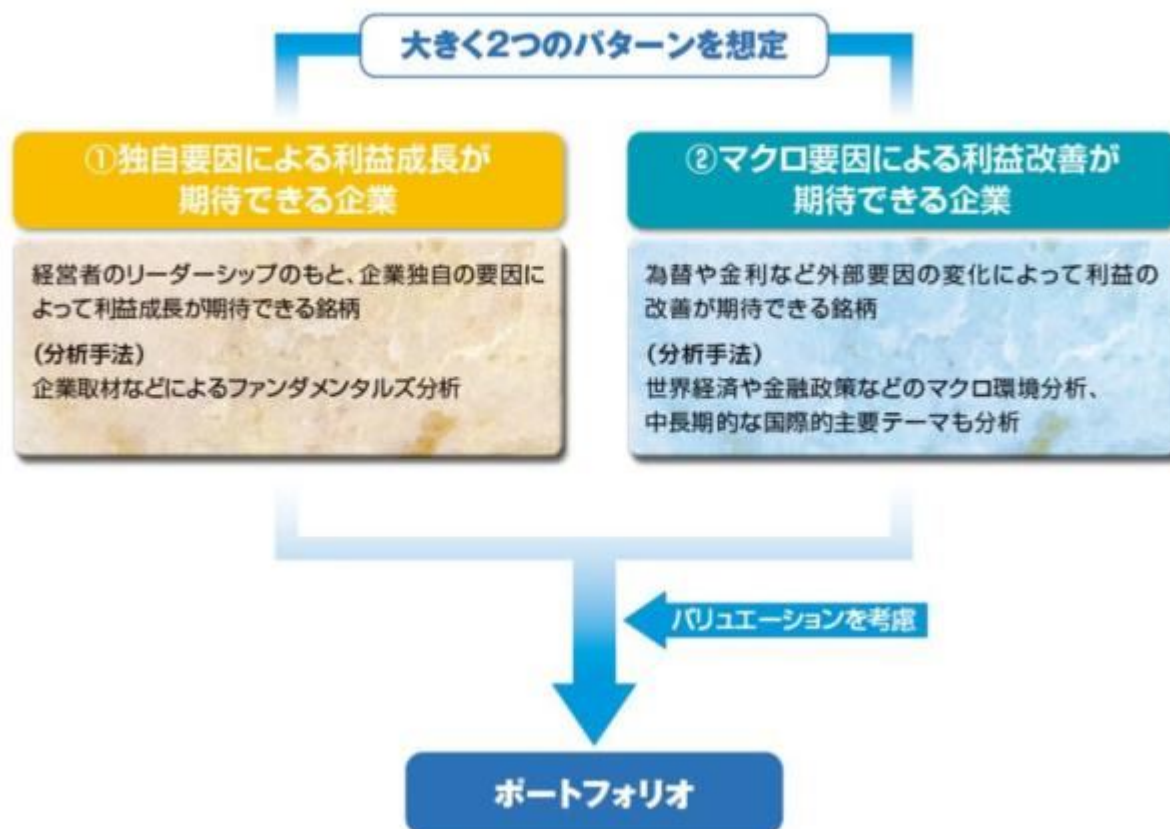 大きく2つのパターンを想定
①独自要因による利益成長が
期待できる企業
経営者のリーダーシップのもと、企業独自の要因に
よって利益成長が期待できる銘柄
(分析手法)
企業取材などによるファンダメンタルズ分析
②マクロ要因による利益改善が
期待できる企業
為替や金利など外部要因の変化によって利益の
改善が期待できる銘柄
(分析手法)
世界経済や金融政策などのマクロ環境分析、
中長期的な国際的主要テーマも分析
バリュエーションを考慮
ポートフォリオ